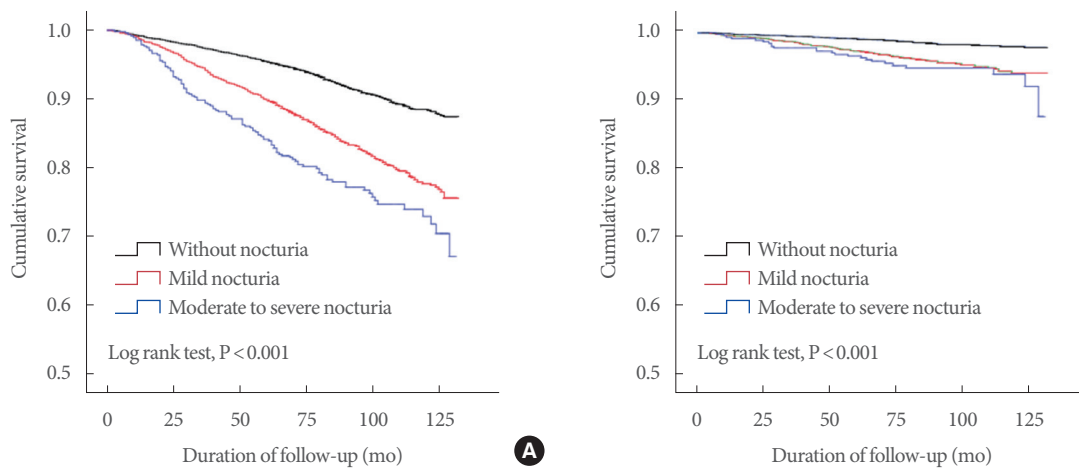 1.0
0.9
0.8
0.7
0.6
0.5
Cumulative survival
Without nocturia
Mild nocturia
Moderate to severe nocturia
Log rank test, P < 0.001
0 25 50 75 100 125
Duration of follow-up (mo)
A
1.0
0.9
0.8
0.7
0.6
0.5
Cumulative survival
Without nocturia
Mild nocturia
Moderate to severe nocturia
Log rank test, P < 0.001
0 25 50 75 100 125
Duration of follow-up (mo)